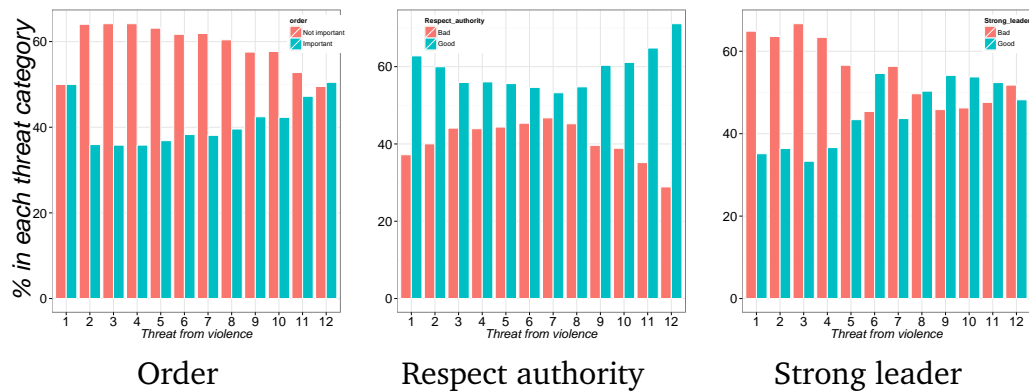 % in each threat category
60
40
20
0
order
Not important
Important
1 2 3 4 5 6 7 8 9 10 11 12
Threat from violence
Order
60
40
20
0
Respect_authority
Bad
Good
1 2 3 4 5 6 7 8 9 10 11 12
Threat from violence
Respect authority
60
40
20
0
Strong_leader
Bad
Good
1 2 3 4 5 6 7 8 9 10 11 12
Threat from violence
Strong leader